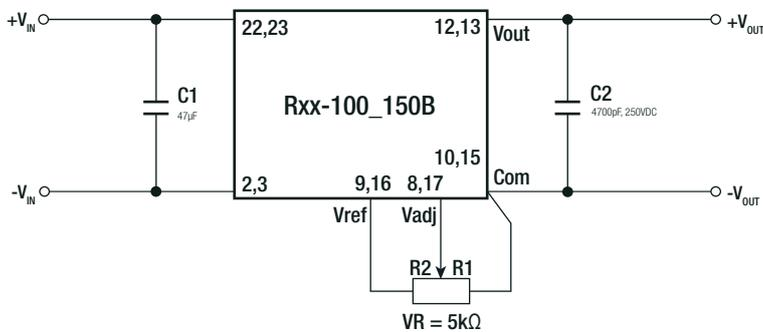 +VIN
22,23
12,13
Vout
+VOUT
C1
47µF
Rxx-100_150B
C2
4700pF, 250VDC
10,15
-VIN
2,3
9,16
8,17
Com
-VOUT
Vref
Vadj
R2
R1
VR = 5kΩ